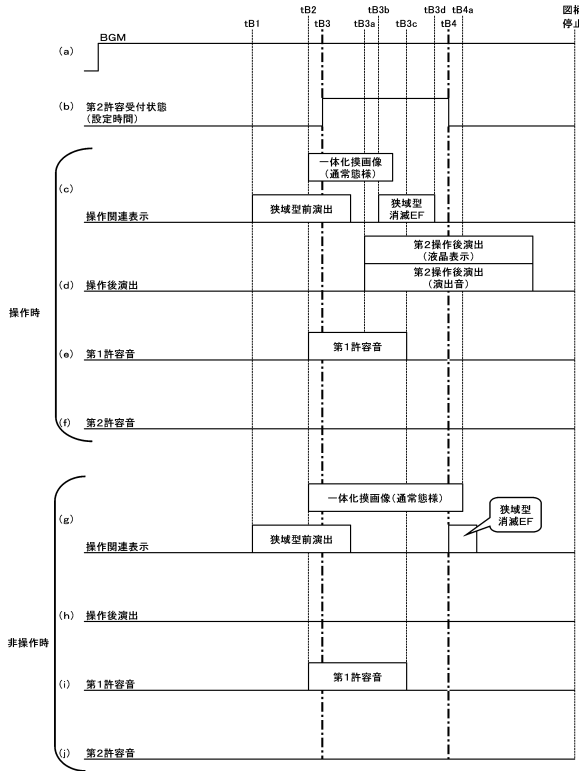 tB2 tB3b tB3d 図柄
tB1 tB3 tB3a tB3c tB4 tB4a 停止
(a) BGM
(b) 第2許容受付状態
(設定時間)
操作時
一体化摸画像
(通常態様)
(c)
狭域型前演出
狭域型
消滅EF
操作関連表示
第2操作後演出
(液晶表示)
第2操作後演出
(演出音)
(d) 操作後演出
(e) 第1許容音
第1許容音
(f) 第2許容音
非操作時
一体化摸画像(通常態様)
狭域型
消滅EF
(g)
狭域型前演出
操作関連表示
(h) 操作後演出
(i) 第1許容音
第1許容音
(j) 第2許容音